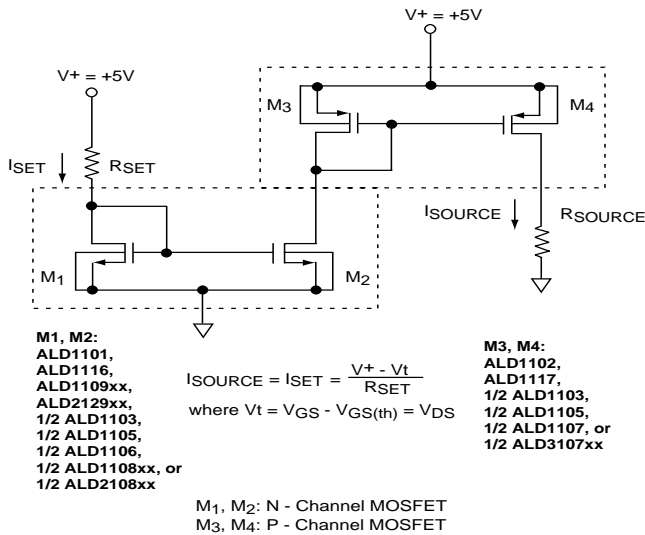 V+ = +5V
V+ = +5V
M3
M4
ISET
RSET
ISOURCE
RSOURCE
M1
M2
M1, M2:
ALD1101,
ALD1116,
ALD1109xx,
ALD2129xx,
1/2 ALD1103,
1/2 ALD1105,
1/2 ALD1106,
1/2 ALD1108xx, or
1/2 ALD2108xx
ISOURCE = ISET = V+ - Vt
RSET
where Vt = VGS - VGS(th) = VDS
M3, M4:
ALD1102,
ALD1117,
1/2 ALD1103,
1/2 ALD1105,
1/2 ALD1107, or
1/2 ALD3107xx
M1, M2: N - Channel MOSFET
M3, M4: P - Channel MOSFET